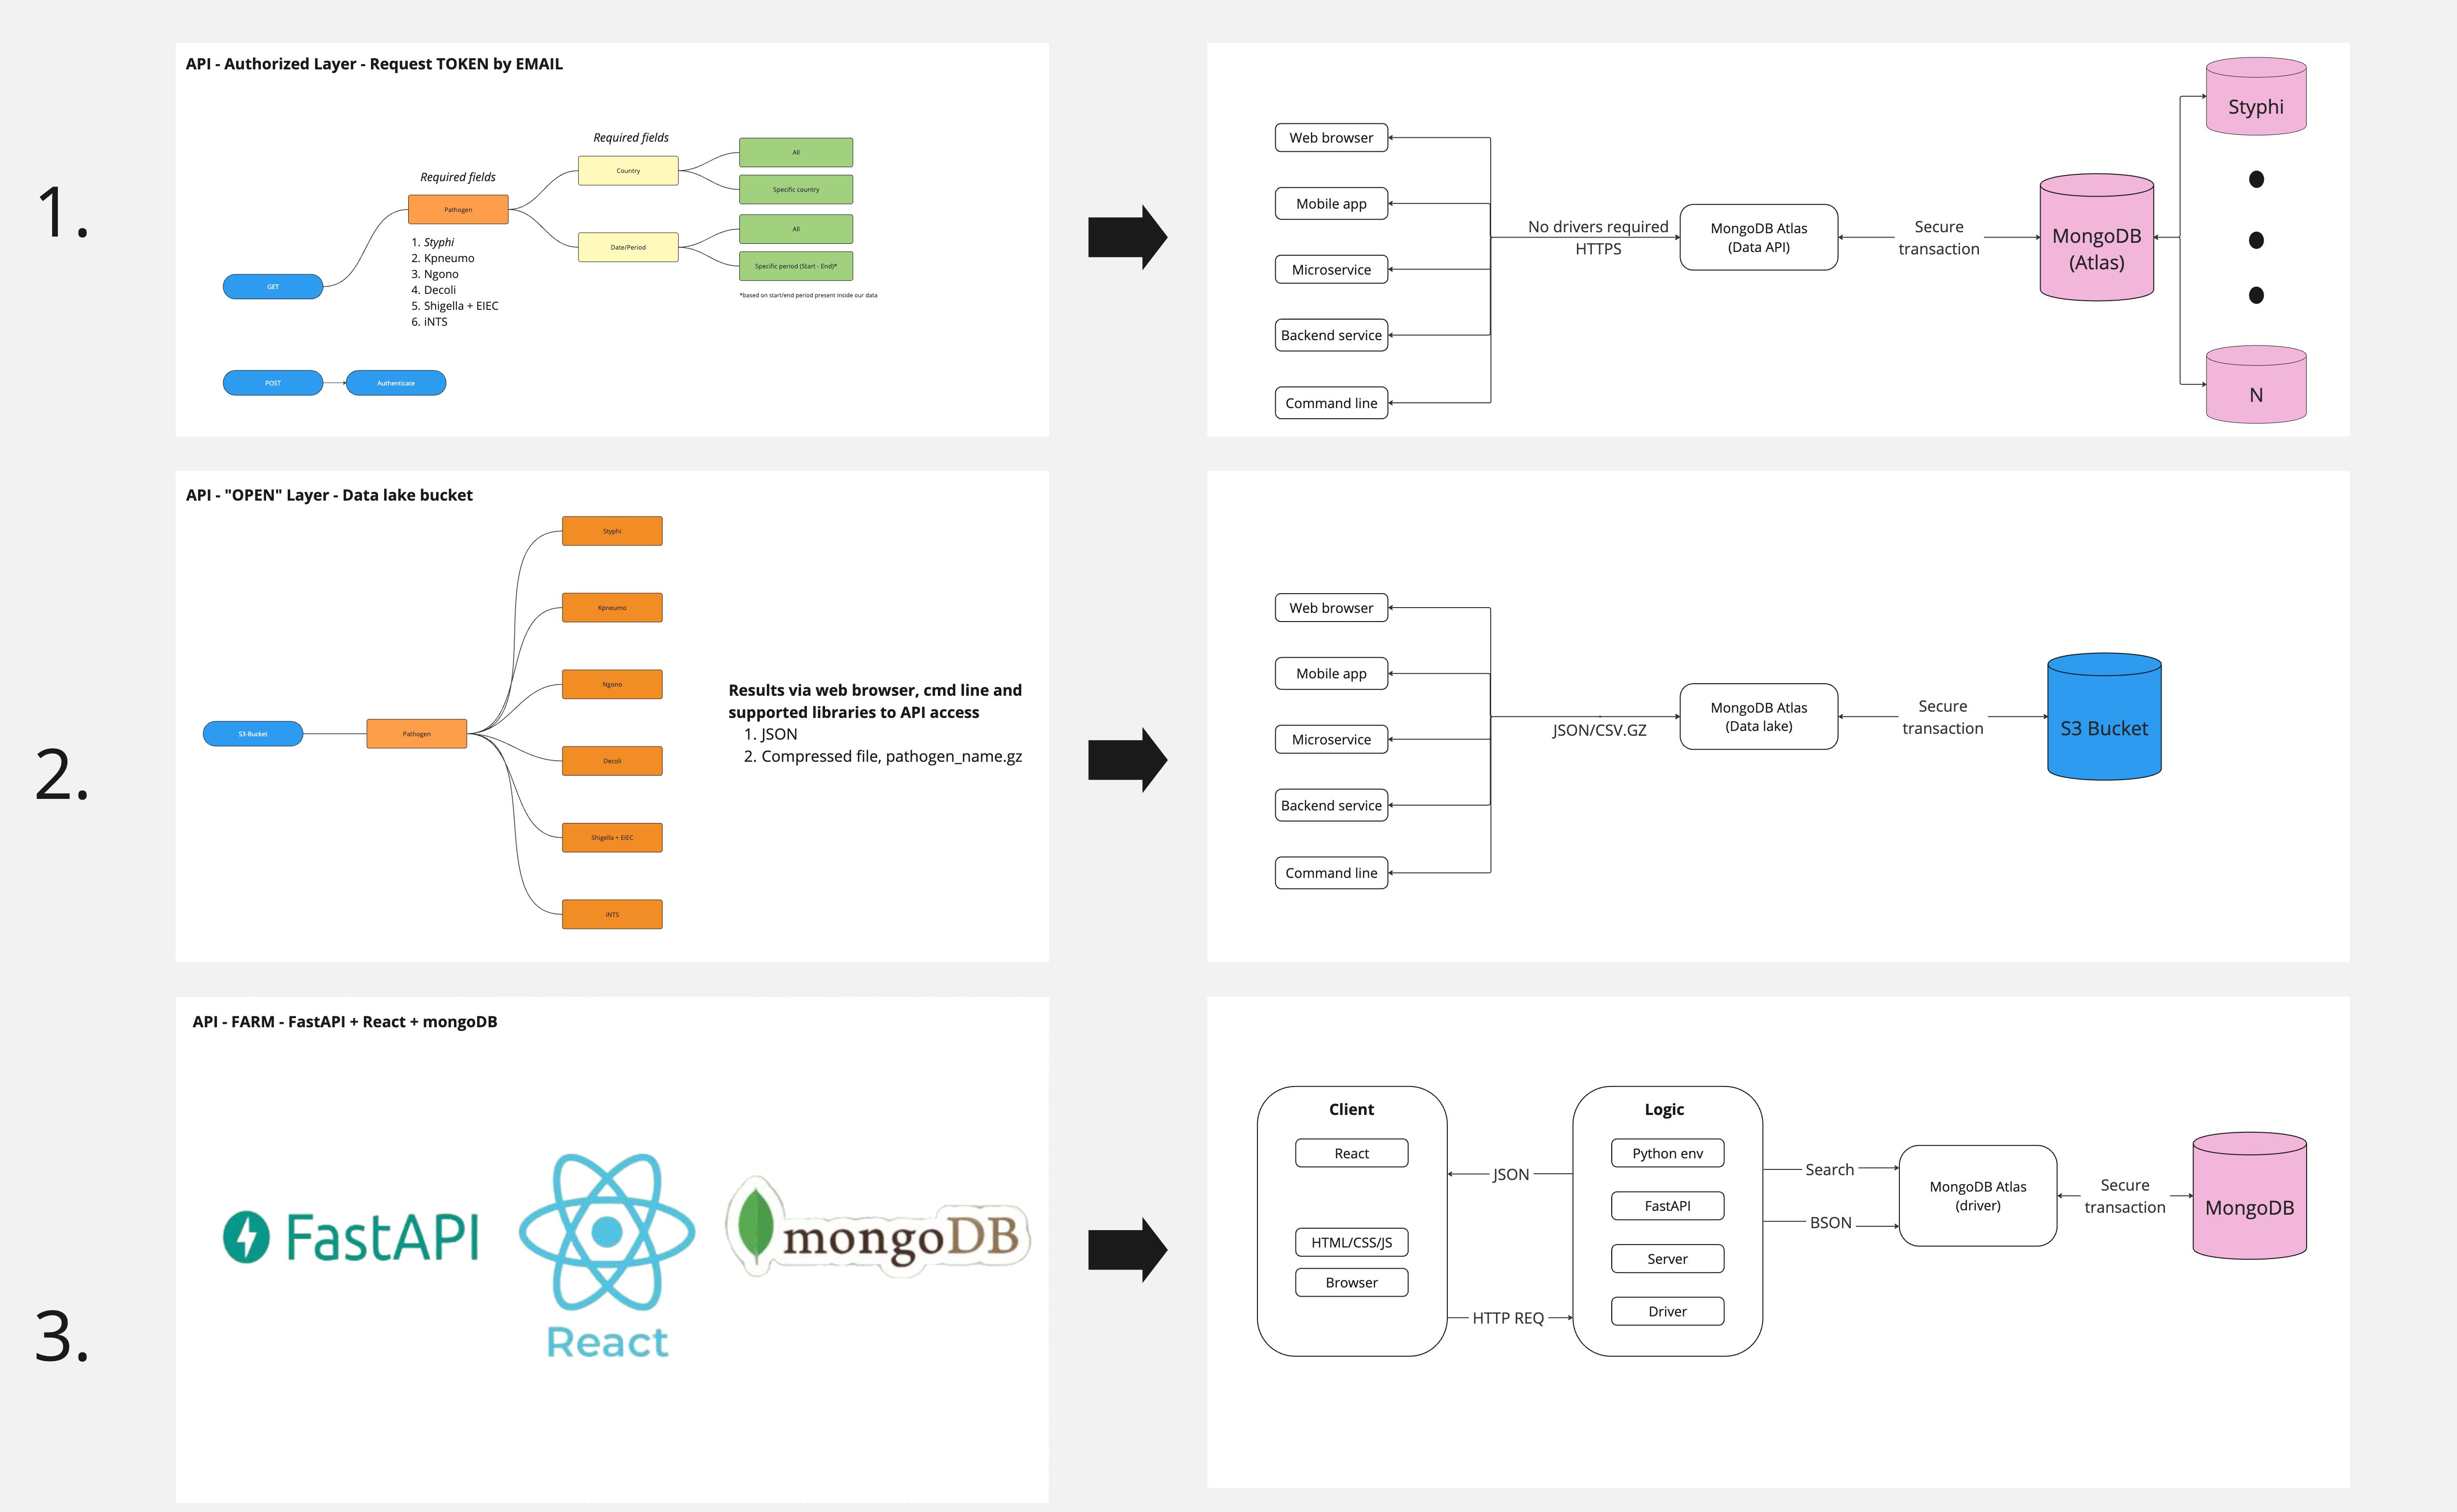 1.
API - Authorized Layer - Request TOKEN by EMAIL
Required fields
Required fields
GET
Pathogen
1. Styphi
2. Kpneumo
3. Ngono
4. Decoli
5. Shigella + EIEC
6. iNTS
Country
All
Specific country
Date/Period
All
Specific period (Start - End)*
*based on start/end period present inside our data
POST
Authenticate
Web browser
Mobile app
Microservice
Backend service
Command line
No drivers required
HTTPS
MongoDB Atlas
(Data API)
Secure
transaction
MongoDB
(Atlas)
Styphi
N
2.
API - "OPEN" Layer - Data lake bucket
S3-Bucket
Pathogen
Styphi
Kpneumo
Ngono
Decoli
Shigella + EIEC
iNTS
Results via web browser, cmd line and
supported libraries to API access
1. JSON
2. Compressed file, pathogen_name.gz
Web browser
Mobile app
Microservice
Backend service
Command line
JSON/CSV.GZ
MongoDB Atlas
(Data lake)
Secure
transaction
S3 Bucket
3.
API - FARM - FastAPI + React + mongoDB
FastAPI
React
mongoDB
Client
React
HTML/CSS/JS
Browser
JSON
HTTP REQ
Logic
Python env
FastAPI
Server
Driver
Search
BSON
MongoDB Atlas
(driver)
Secure
transaction
MongoDB